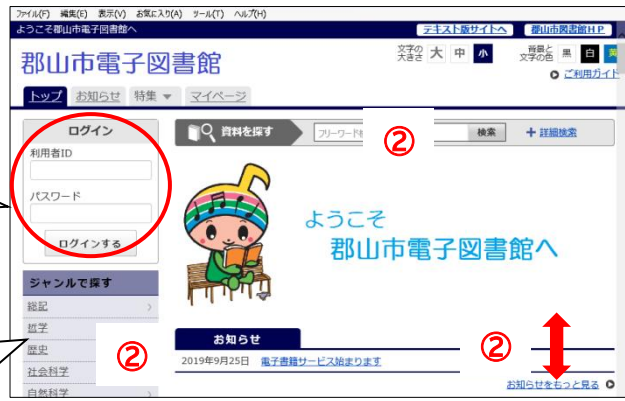 ファイル(F) 編集(E) 表示(V) お気に入り(A) ツール(T) ヘルプ(H)
ようこそ郡山市電子図書館へ
テキスト版サイトへ 郡山市図書館HP
郡山市電子図書館
文字の大きさ 大 中 小
背景と文字の色 黒 白
ご利用ガイド
トップ お知らせ 特集 ▼ マイページ
ログイン
利用者ID
パスワード
ログインする
資料を探す フリーワード 検索 + 詳細検索
②
ようこそ
郡山市電子図書館へ
ジャンルで探す
総記
哲学
歴史
社会科学
自然科学
②
お知らせ
2019年9月25日 電子書籍サービス始まります
②
お知らせをもっと見る